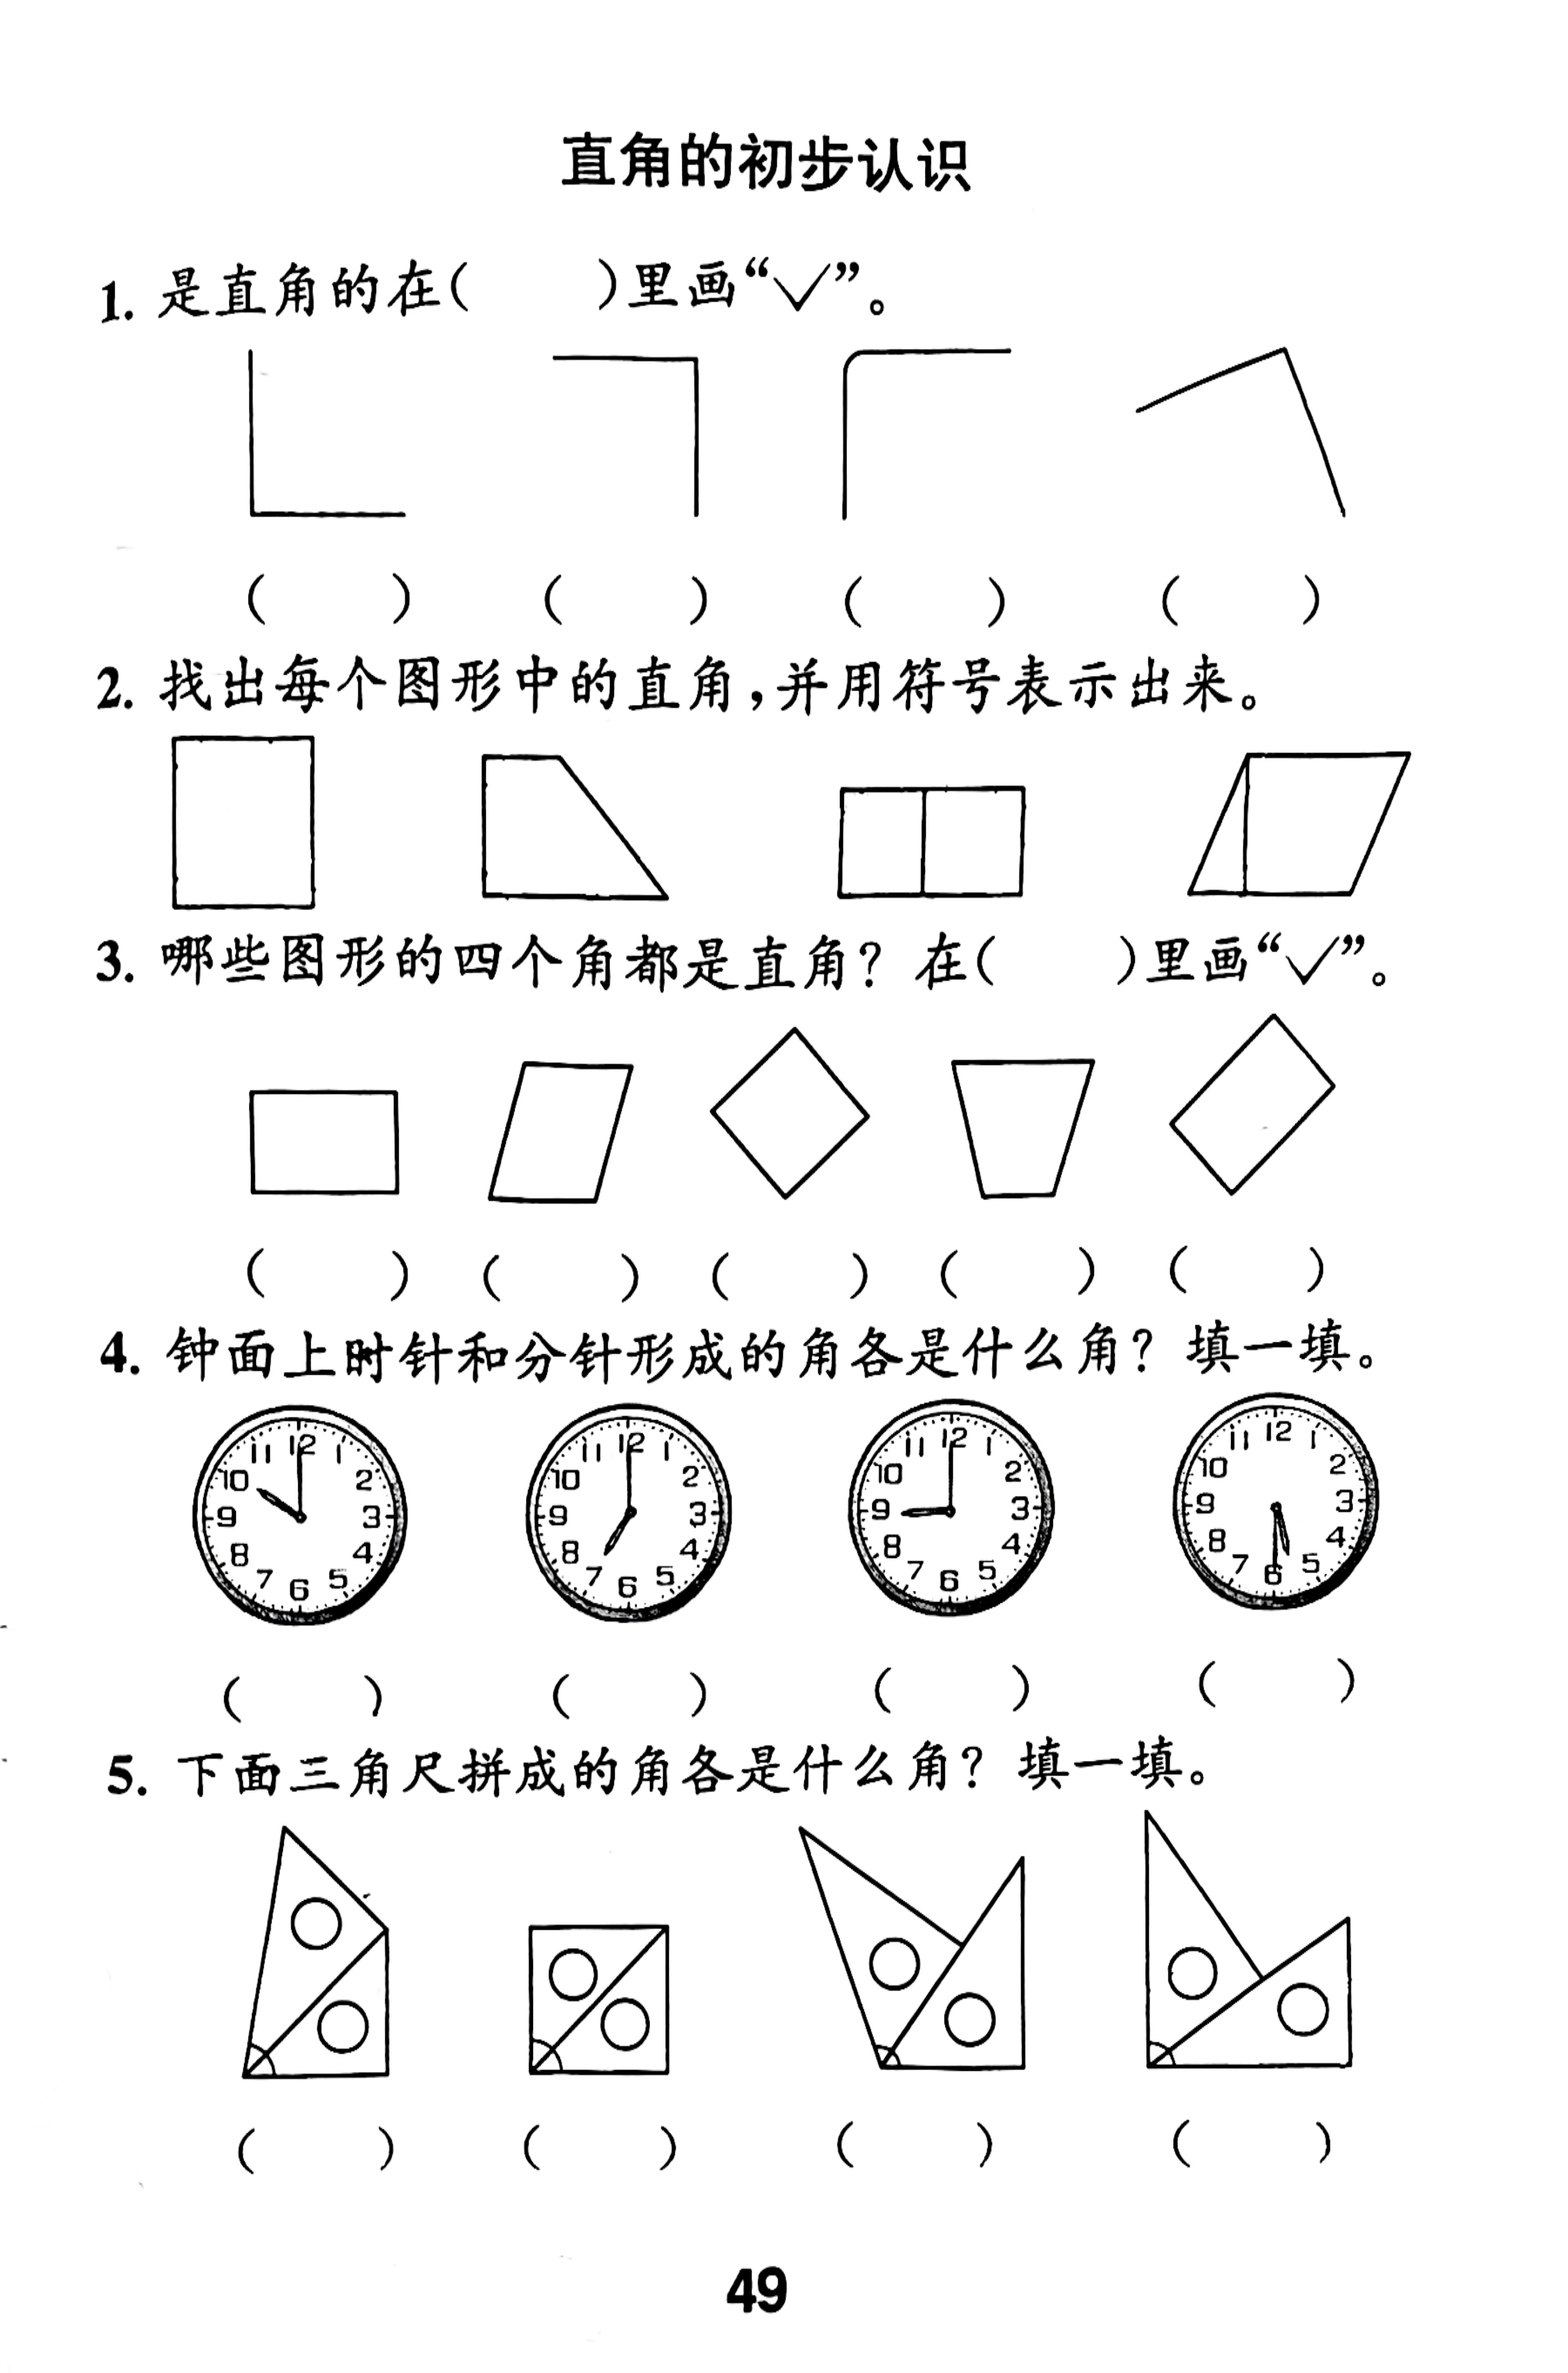 直角的初步认识
1. 是直角的在(　　)里画“√”。
(　　) (　　) (　　) (　　)
2. 找出每个图形中的直角,并用符号表示出来。
3. 哪些图形的四个角都是直角? 在(　　)里画“√”。
(　　) (　　) (　　) (　　) (　　)
4. 钟面上时针和分针形成的角各是什么角? 填一填。
12 1 2 3 4 5 6 7 8 9 10 11
12 1 2 3 4 5 6 7 8 9 10 11
12 1 2 3 4 5 6 7 8 9 10 11
12 1 2 3 4 5 6 7 8 9 10 11
(　　) (　　) (　　) (　　)
5. 下面三角尺拼成的角各是什么角? 填一填。
(　　) (　　) (　　) (　　)
49